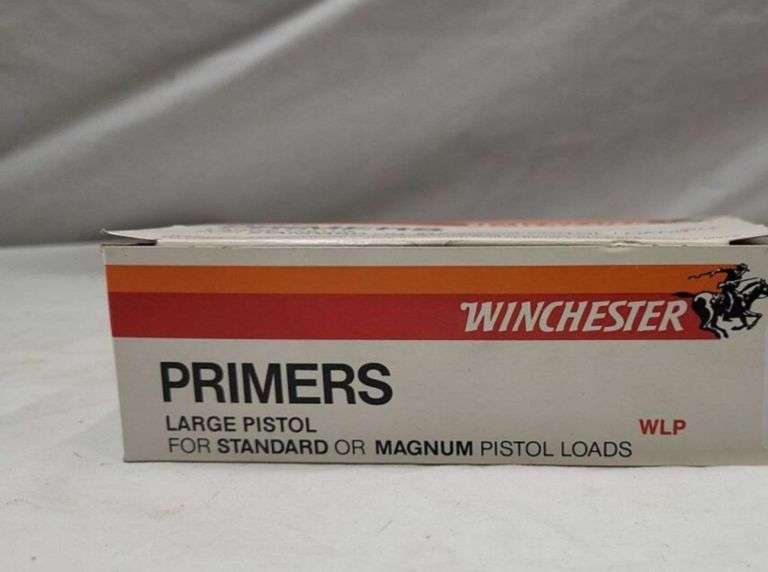 WINCHESTER
PRIMERS
LARGE PISTOL
WLP
FOR STANDARD OR MAGNUM PISTOL LOADS